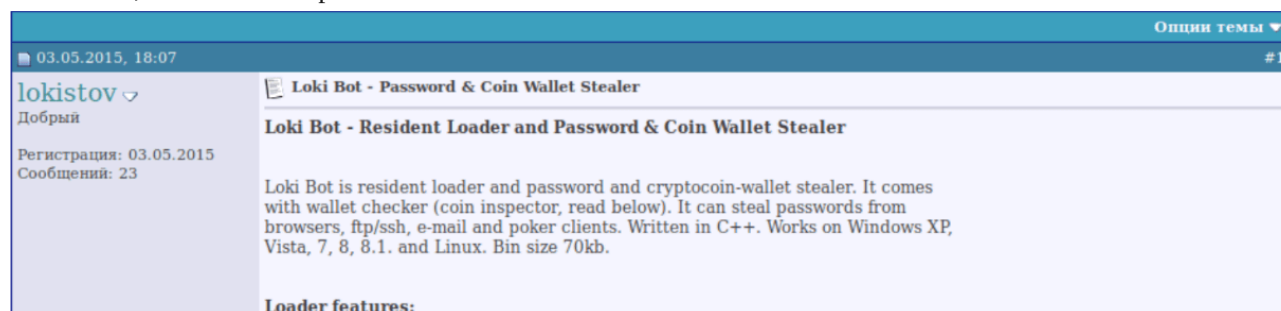 Опции темы
03.05.2015, 18:07
#1
lokistov
Добрый
Регистрация: 03.05.2015
Сообщений: 23
Loki Bot - Password & Coin Wallet Stealer
Loki Bot - Resident Loader and Password & Coin Wallet Stealer
Loki Bot is resident loader and password and cryptocoin-wallet stealer. It comes
with wallet checker (coin inspector, read below). It can steal passwords from
browsers, ftp/ssh, e-mail and poker clients. Written in C++. Works on Windows XP,
Vista, 7, 8, 8.1. and Linux. Bin size 70kb.
Loader features: